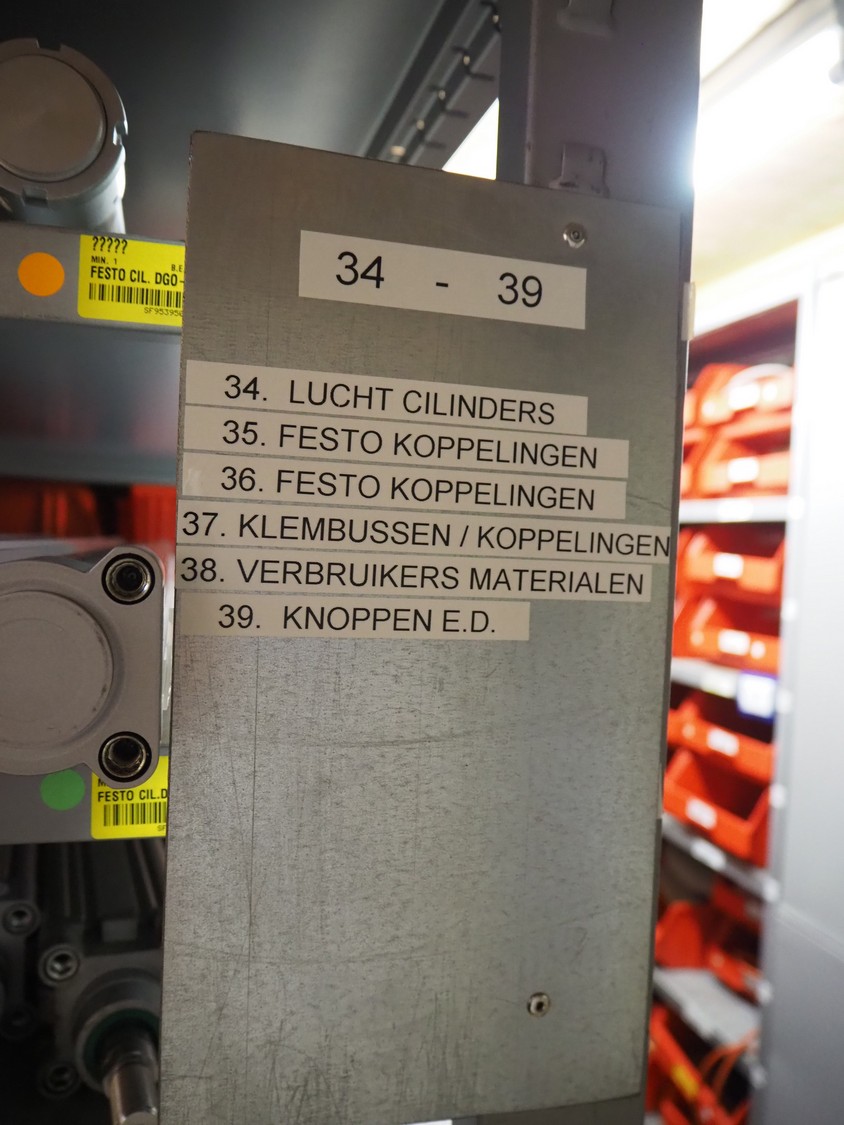 ?????
MIN. 1
FESTO CIL. DGO-
34 - 39
34. LUCHT CILINDERS
35. FESTO KOPPELINGEN
36. FESTO KOPPELINGEN
37. KLEMBUSSEN / KOPPELINGEN
38. VERBRUIKERS MATERIALEN
39. KNOPPEN E.D.
FESTO CIL.D